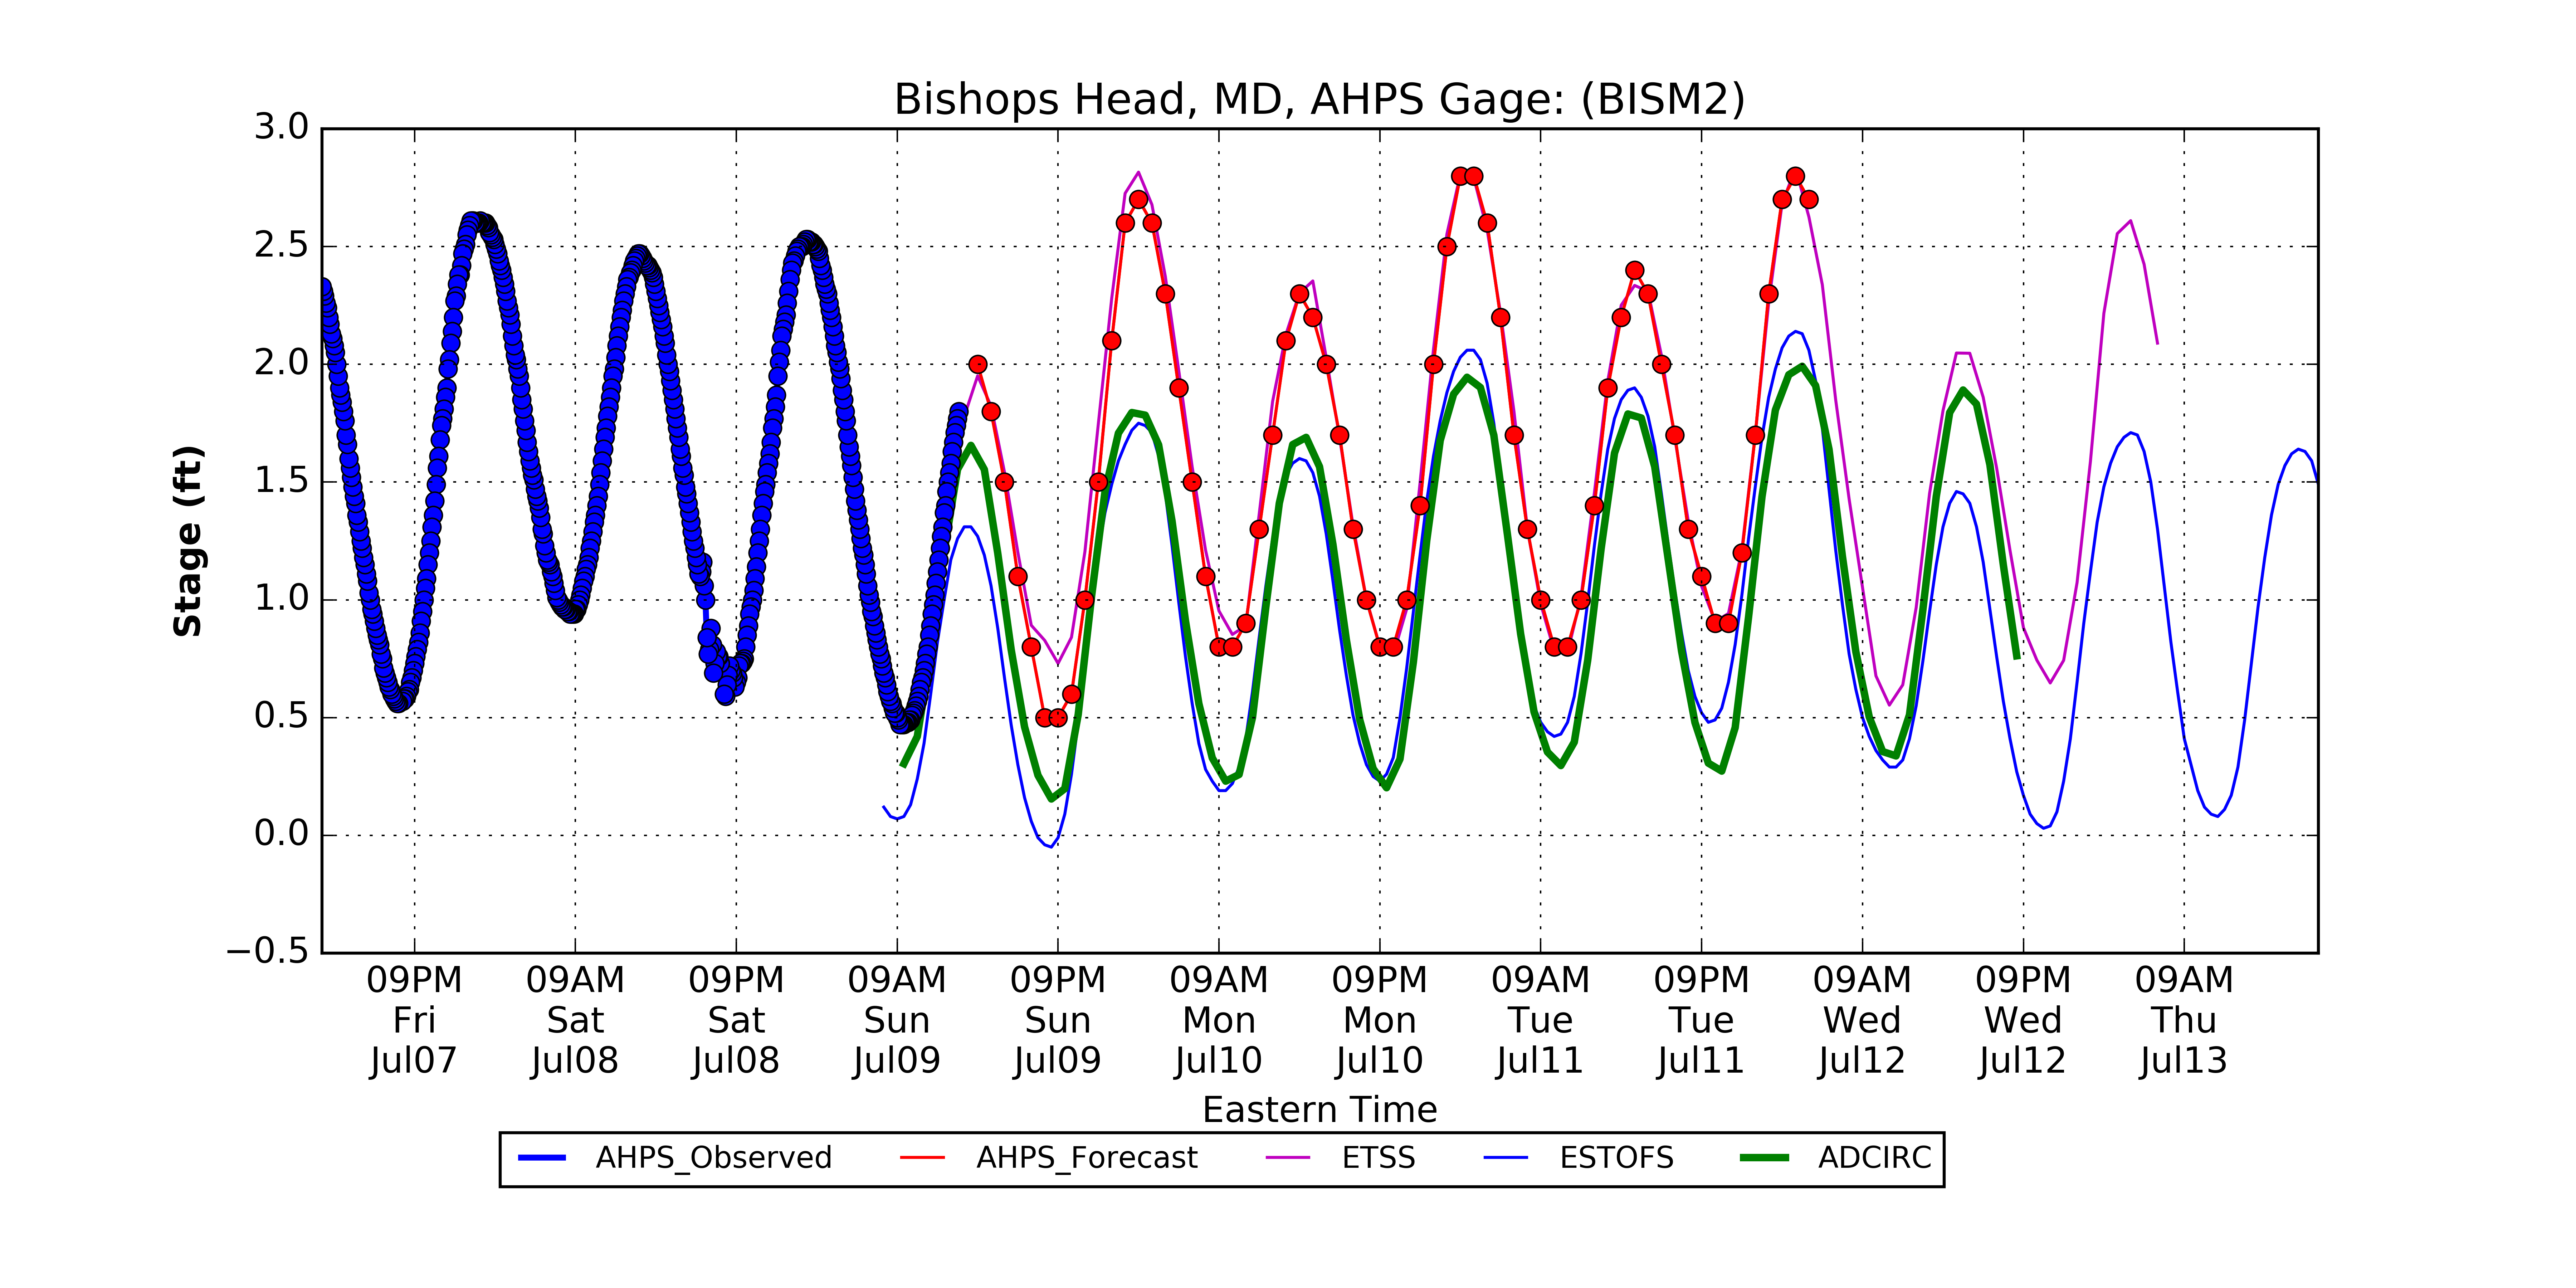 Bishops Head, MD, AHPS Gage: (BISM2)
3.0
2.5
2.0
1.5
1.0
0.5
0.0
−0.5
Stage (ft)
09PM 09AM 09PM 09AM 09PM 09AM 09PM 09AM 09PM 09AM 09PM 09AM
Fri Sat Sat Sun Sun Mon Mon Tue Tue Wed Wed Thu
Jul07 Jul08 Jul08 Jul09 Jul09 Jul10 Jul10 Jul11 Jul11 Jul12 Jul12 Jul13
Eastern Time
AHPS_Observed AHPS_Forecast ETSS ESTOFS ADCIRC